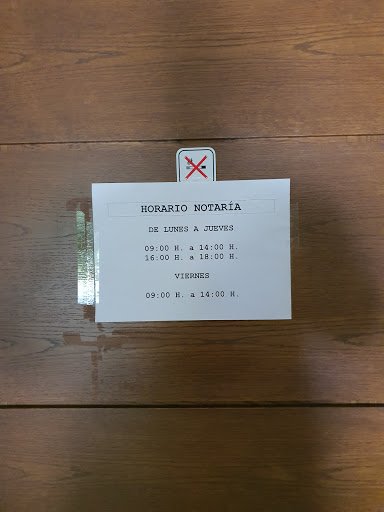 HORARIO NOTARÍA
DE LUNES A JUEVES
09:00 H. a 14:00 H.
16:00 H. a 18:00 H.
VIERNES
09:00 H. a 14:00 H.